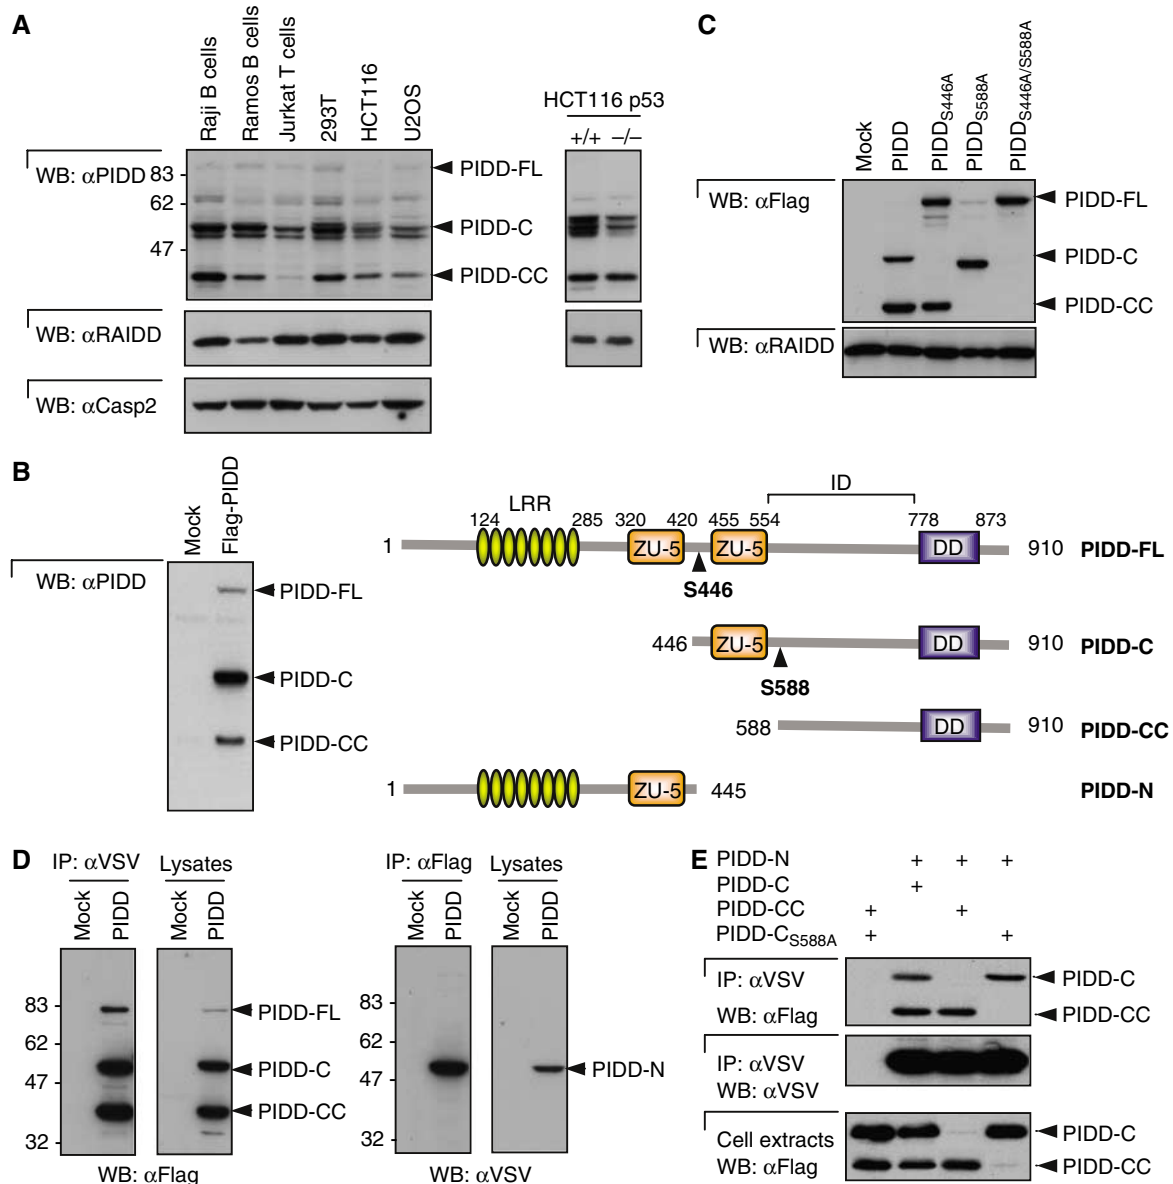 A
Raji B cells
Ramos B cells
Jurkat T cells
293T
HCT116
U2OS
HCT116 p53
+/+ −/−
WB: αPIDD
83
62
47
PIDD-FL
PIDD-C
PIDD-CC
WB: αRAIDD
WB: αCasp2
C
Mock
PIDD
PIDD_S446A
PIDD_S588A
PIDD_S446A/S588A
WB: αFlag
PIDD-FL
PIDD-C
PIDD-CC
WB: αRAIDD
B
Mock
Flag-PIDD
WB: αPIDD
PIDD-FL
PIDD-C
PIDD-CC
ID
LRR
124 285 320 420 455 554 778 873
1 ZU-5 ZU-5 DD 910 PIDD-FL
S446
446 ZU-5 DD 910 PIDD-C
S588
588 DD 910 PIDD-CC
1 ZU-5 445 PIDD-N
D
IP: αVSV Lysates
Mock
PIDD
Mock
PIDD
83
62
47
32
PIDD-FL
PIDD-C
PIDD-CC
WB: αFlag
IP: αFlag Lysates
Mock
PIDD
Mock
PIDD
83
62
47
32
PIDD-N
WB: αVSV
E
PIDD-N + + +
PIDD-C +
PIDD-CC + +
PIDD-C_S588A + +
IP: αVSV
WB: αFlag
PIDD-C
PIDD-CC
IP: αVSV
WB: αVSV
Cell extracts
WB: αFlag
PIDD-C
PIDD-CC